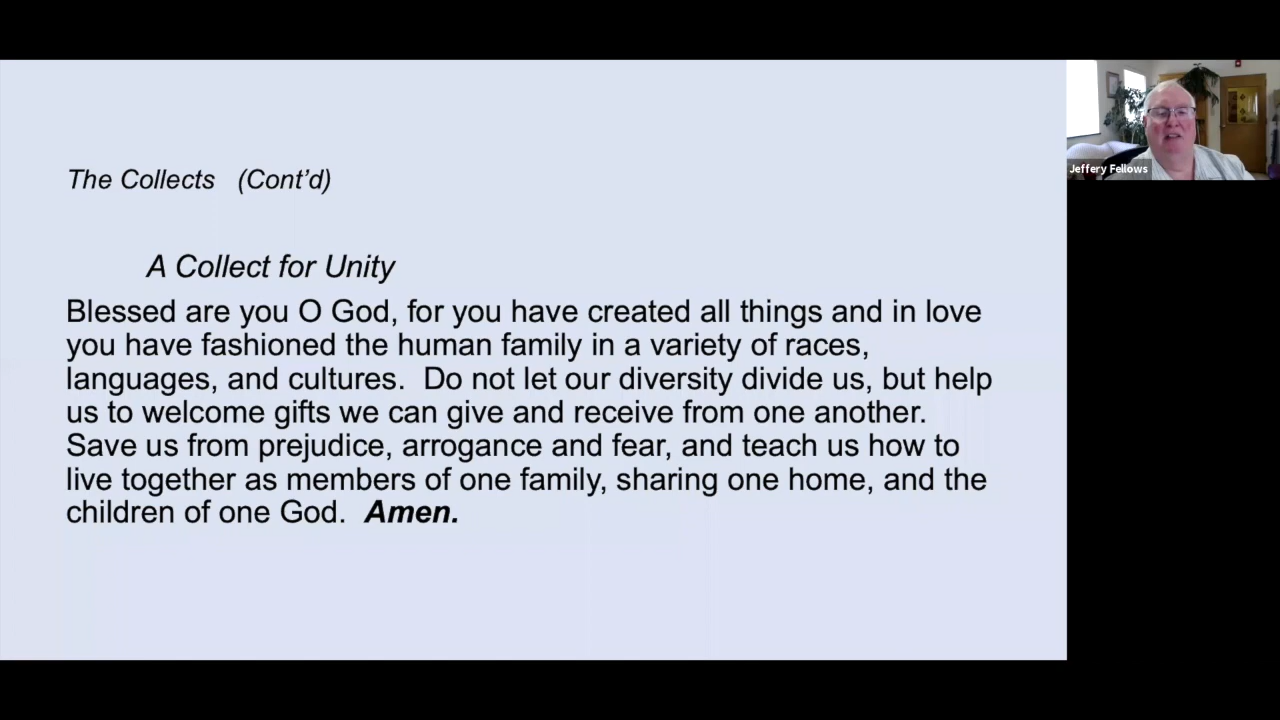 The Collects (Cont’d)
A Collect for Unity
Blessed are you O God, for you have created all things and in love
you have fashioned the human family in a variety of races,
languages, and cultures. Do not let our diversity divide us, but help
us to welcome gifts we can give and receive from one another.
Save us from prejudice, arrogance and fear, and teach us how to
live together as members of one family, sharing one home, and the
children of one God. Amen.
Jeffery Fellows